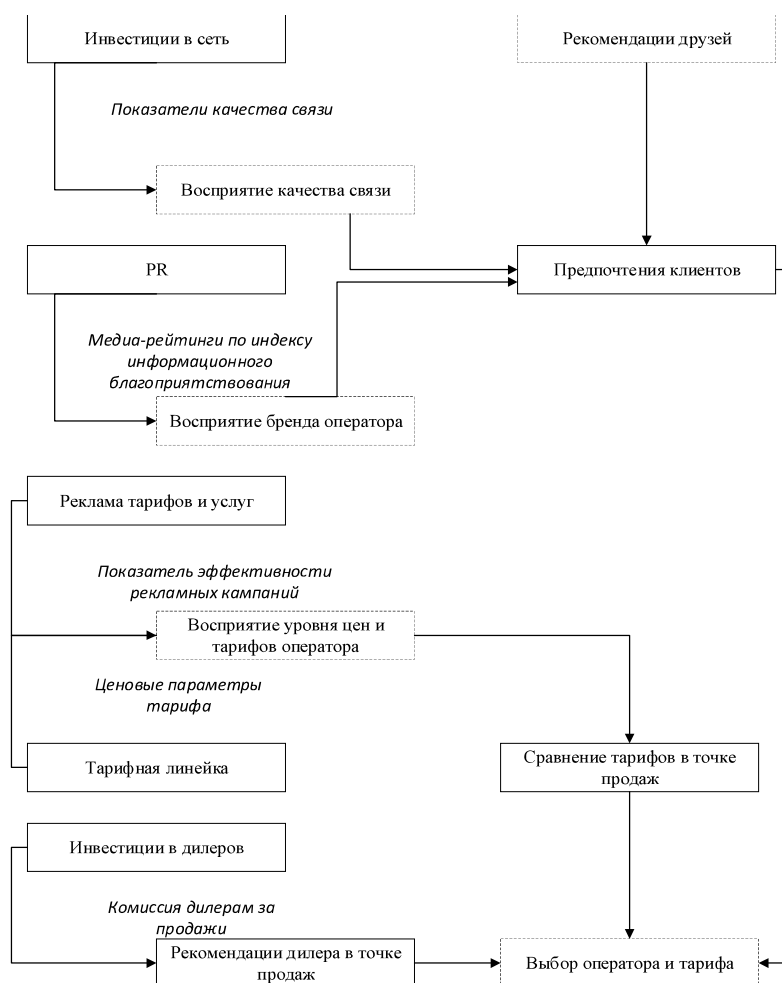 Инвестиции в сеть
Рекомендации друзей
Показатели качества связи
Восприятие качества связи
PR
Предпочтения клиентов
Медиа-рейтинги по индексу
информационного
благоприятствования
Восприятие бренда оператора
Реклама тарифов и услуг
Показатель эффективности
рекламных кампаний
Восприятие уровня цен и
тарифов оператора
Ценовые параметры
тарифа
Тарифная линейка
Сравнение тарифов в точке
продаж
Инвестиции в дилеров
Комиссия дилерам за
продажи
Рекомендации дилера в точке
продаж
Выбор оператора и тарифа